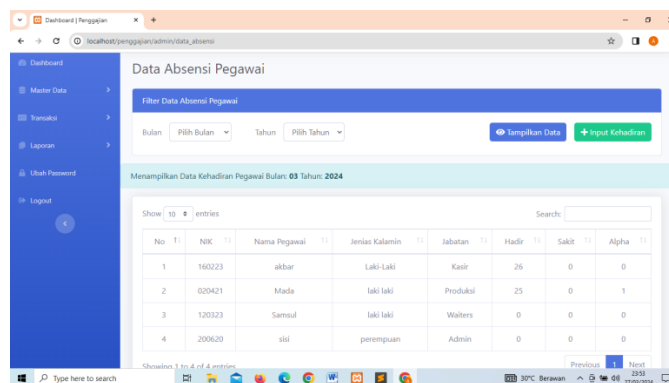 Dashboard | Penggajian
localhost/penggajian/admin/data_absensi
Dashboard
Master Data
Transaksi
Laporan
Ubah Password
Logout
Data Absensi Pegawai
Filter Data Absensi Pegawai
Bulan Pilih Bulan Tahun Pilih Tahun Tampilkan Data Input Kehadiran
Menampilkan Data Kehadiran Pegawai Bulan: 03 Tahun: 2024
Show 10 entries Search:
No NIK Nama Pegawai Jenias Kalamin Jabatan Hadir Sakit Alpha
1 160223 akbar Laki-Laki Kasir 26 0 0
2 020421 Mada laki laki Produksi 25 0 1
3 120323 Samsul laki laki Waiters 0 0 0
4 200620 sisi perempuan Admin 0 0 0
Showing 1 to 4 of 4 entries Previous 1 Next
Type here to search 30°C Berawan 23:53